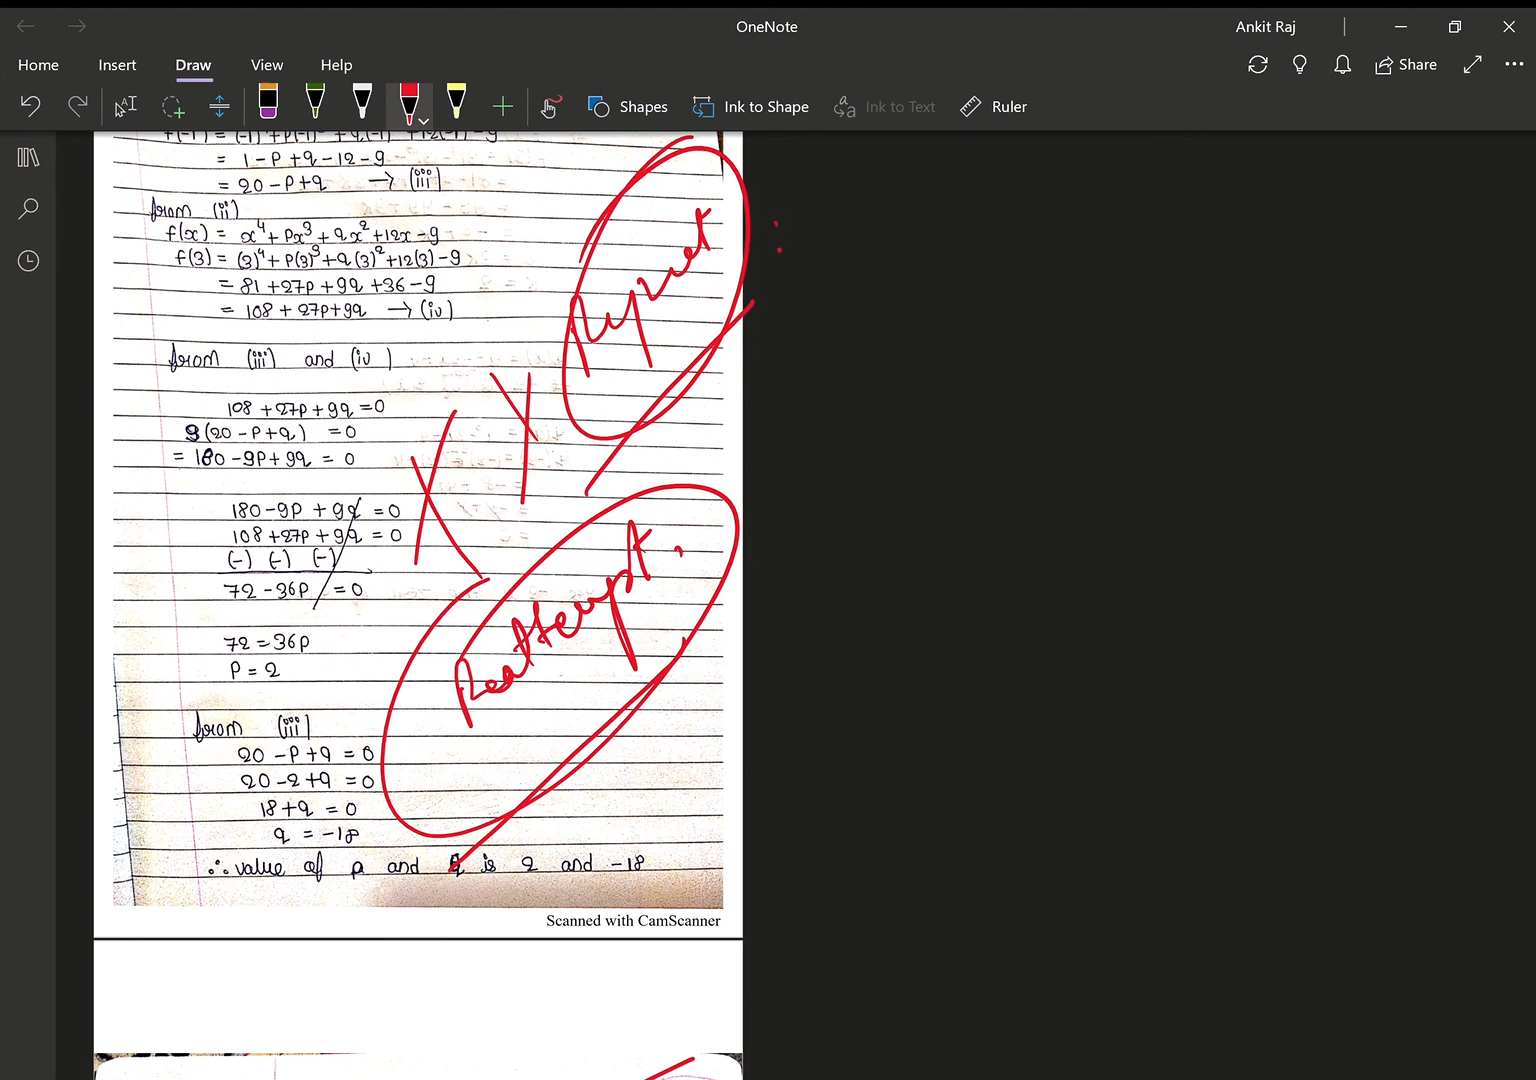 OneNote
Ankit Raj
Home Insert Draw View Help
Share
Shapes Ink to Shape Ink to Text Ruler
= 1 - P + q - 12 - 9
= 20 - P + q → (iii)
from (ii)
f(x) = x⁴ + Px³ + qx² + 12x - 9
f(3) = (3)⁴ + P(3)³ + q(3)² + 12(3) - 9
= 81 + 27P + 9q + 36 - 9
= 108 + 27P + 9q → (iv)
from (iii) and (iv)
108 + 27P + 9q = 0
9(20 - P + q) = 0
= 180 - 9P + 9q = 0
180 - 9P + 9q = 0
108 + 27P + 9q = 0
(-) (-) (-)
72 - 36P = 0
72 = 36P
P = 2
from (iii)
20 - P + q = 0
20 - 2 + q = 0
18 + q = 0
q = -18
∴ value of p and q is 2 and -18
Reattempt.
Scanned with CamScanner